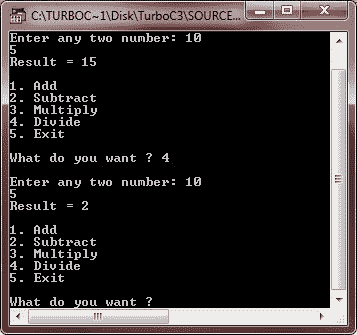 C:\TURBOC~1\Disk\TurboC3\SOURCE...
Enter any two number: 10
5
Result = 15
1. Add
2. Subtract
3. Multiply
4. Divide
5. Exit
What do you want ? 4
Enter any two number: 10
5
Result = 2
1. Add
2. Subtract
3. Multiply
4. Divide
5. Exit
What do you want ?